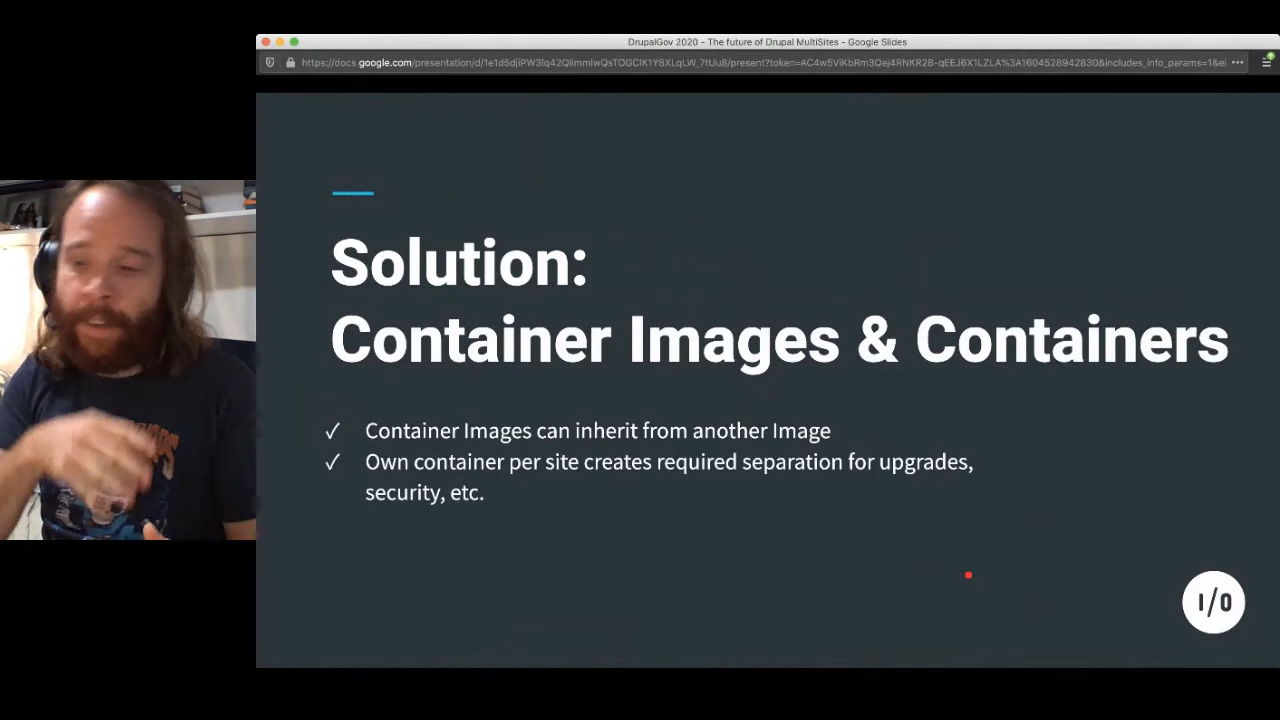 DrupalGov 2020 - The future of Drupal MultiSites - Google Slides
Solution:
Container Images & Containers
✓ Container Images can inherit from another Image
✓ Own container per site creates required separation for upgrades,
security, etc.
I/O